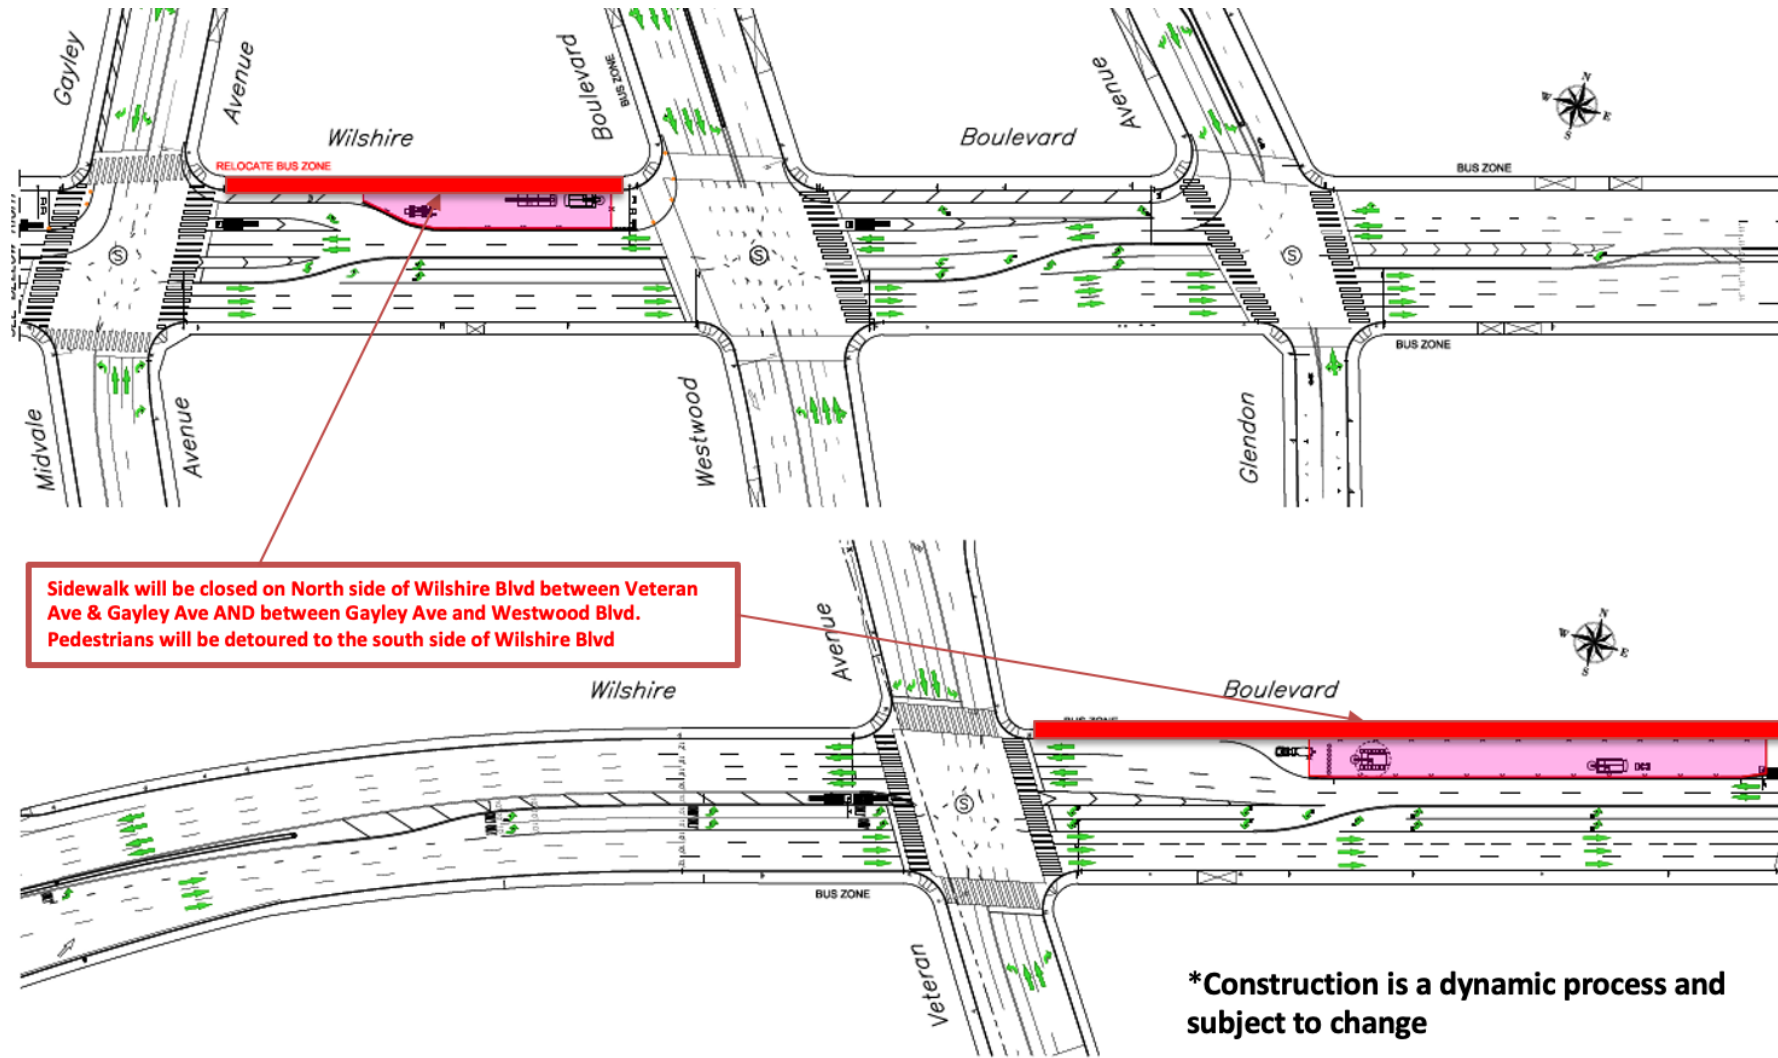 Gayley
Avenue
Wilshire
Boulevard
BUS ZONE
Boulevard
Avenue
N
W
E
S
BUS ZONE
RELOCATE BUS ZONE
S
S
S
BUS ZONE
Midvale
Avenue
Westwood
Glendon
Sidewalk will be closed on North side of Wilshire Blvd between Veteran
Ave & Gayley Ave AND between Gayley Ave and Westwood Blvd.
Pedestrians will be detoured to the south side of Wilshire Blvd
Avenue
N
W
E
S
Wilshire
Boulevard
BUS ZONE
S
BUS ZONE
Veteran
*Construction is a dynamic process and
subject to change